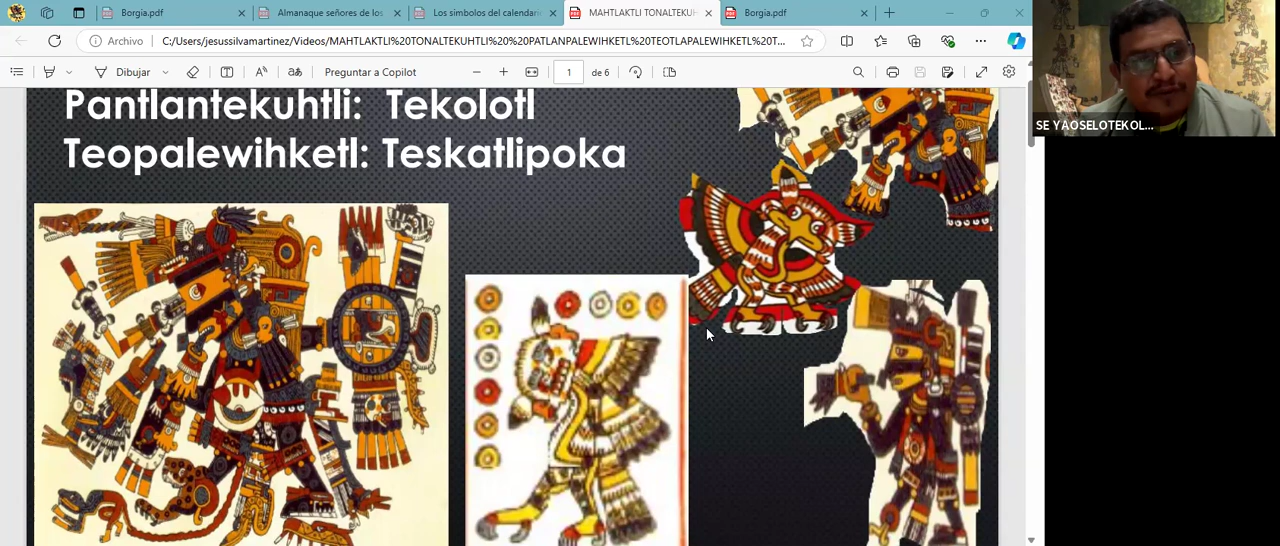 Borgia.pdf
Almanaque señores de los
Los simbolos del calendari
MAHTLAKTLI TONALTEKUH
Borgia.pdf
Archivo
C:/Users/jesussilvamartinez/Videos/MAHTLAKTLI%20TONALTEKUHTLI%20%20PATLANPALEWIHKETL%20TEOTLAPALEWIHKETL%20T...
Dibujar
Preguntar a Copilot
1
de 6
SE YAOSELOTEKOL...
Pantlantekuhtli: Tekolotl
Teopalewihketl: Teskatlipoka